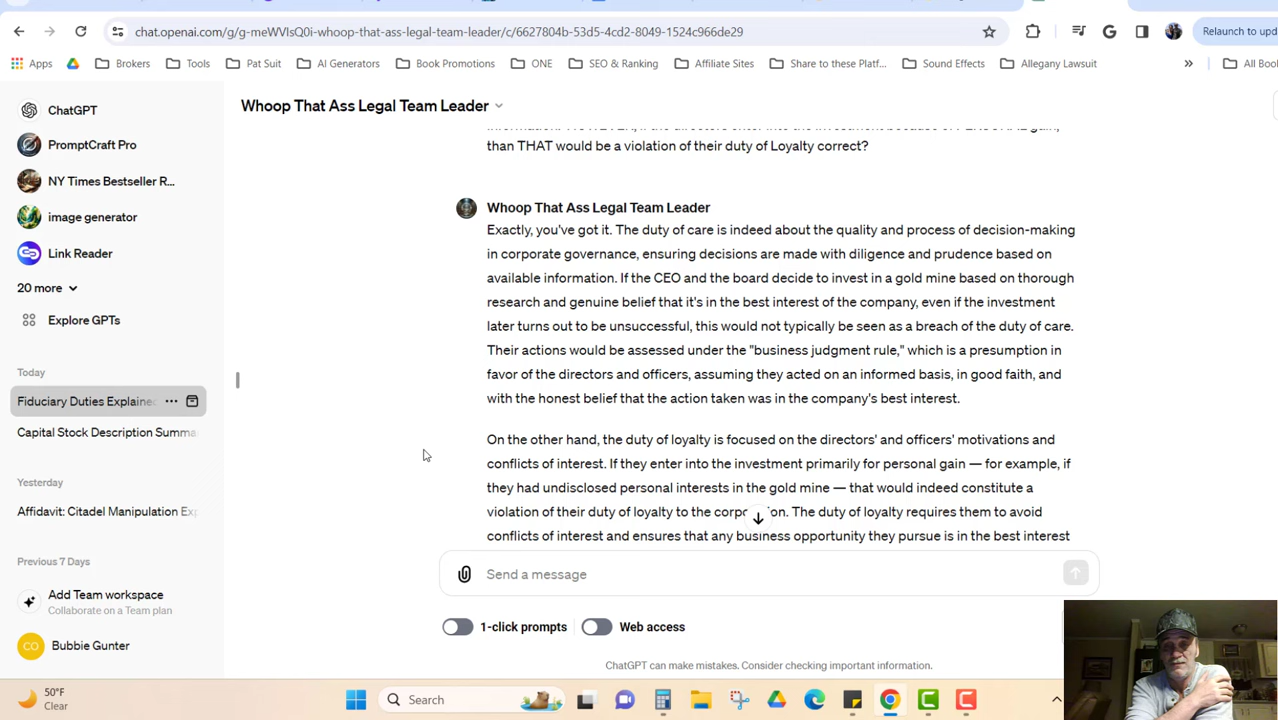 chat.openai.com/g/g-meWVIsQ0i-whoop-that-ass-legal-team-leader/c/6627804b-53d5-4cd2-8049-1524c966de29
Relaunch to upd
Apps
Brokers
Tools
Pat Suit
AI Generators
Book Promotions
ONE
SEO & Ranking
Affiliate Sites
Share to these Platf...
Sound Effects
Allegany Lawsuit
»
All Boo
ChatGPT
PromptCraft Pro
NY Times Bestseller R...
image generator
Link Reader
20 more
Explore GPTs
Today
Fiduciary Duties Explained
Capital Stock Description Summa
Yesterday
Affidavit: Citadel Manipulation Exp
Previous 7 Days
Add Team workspace
Collaborate on a Team plan
CO
Bubbie Gunter
Whoop That Ass Legal Team Leader
than THAT would be a violation of their duty of Loyalty correct?
Whoop That Ass Legal Team Leader
Exactly, you've got it. The duty of care is indeed about the quality and process of decision-making
in corporate governance, ensuring decisions are made with diligence and prudence based on
available information. If the CEO and the board decide to invest in a gold mine based on thorough
research and genuine belief that it's in the best interest of the company, even if the investment
later turns out to be unsuccessful, this would not typically be seen as a breach of the duty of care.
Their actions would be assessed under the "business judgment rule," which is a presumption in
favor of the directors and officers, assuming they acted on an informed basis, in good faith, and
with the honest belief that the action taken was in the company's best interest.
On the other hand, the duty of loyalty is focused on the directors' and officers' motivations and
conflicts of interest. If they enter into the investment primarily for personal gain — for example, if
they had undisclosed personal interests in the gold mine — that would indeed constitute a
violation of their duty of loyalty to the corporation. The duty of loyalty requires them to avoid
conflicts of interest and ensures that any business opportunity they pursue is in the best interest
Send a message
1-click prompts
Web access
ChatGPT can make mistakes. Consider checking important information.
50°F
Clear
Search